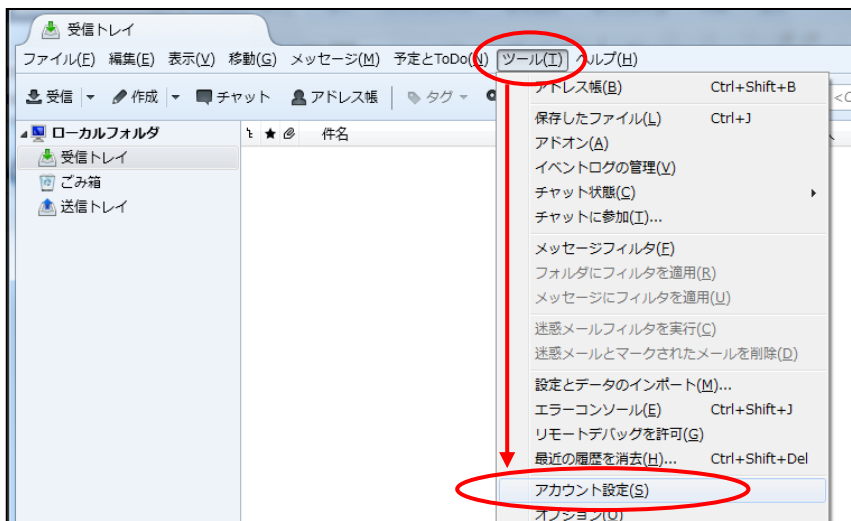 受信トレイ
ファイル(F) 編集(E) 表示(V) 移動(G) メッセージ(M) 予定とToDo(N) ツール(T) ヘルプ(H)
受信 作成 チャット アドレス帳 タグ
ローカルフォルダ
受信トレイ
ごみ箱
送信トレイ
件名
アドレス帳(B) Ctrl+Shift+B
保存したファイル(L) Ctrl+J
アドオン(A)
イベントログの管理(V)
チャット状態(C)
チャットに参加(T)...
メッセージフィルタ(F)
フォルダにフィルタを適用(R)
メッセージにフィルタを適用(U)
迷惑メールフィルタを実行(C)
迷惑メールとマークされたメールを削除(D)
設定とデータのインポート(M)...
エラーコンソール(E) Ctrl+Shift+J
リモートデバッグを許可(G)
最近の履歴を消去(H)... Ctrl+Shift+Del
アカウント設定(S)
オプション(O)